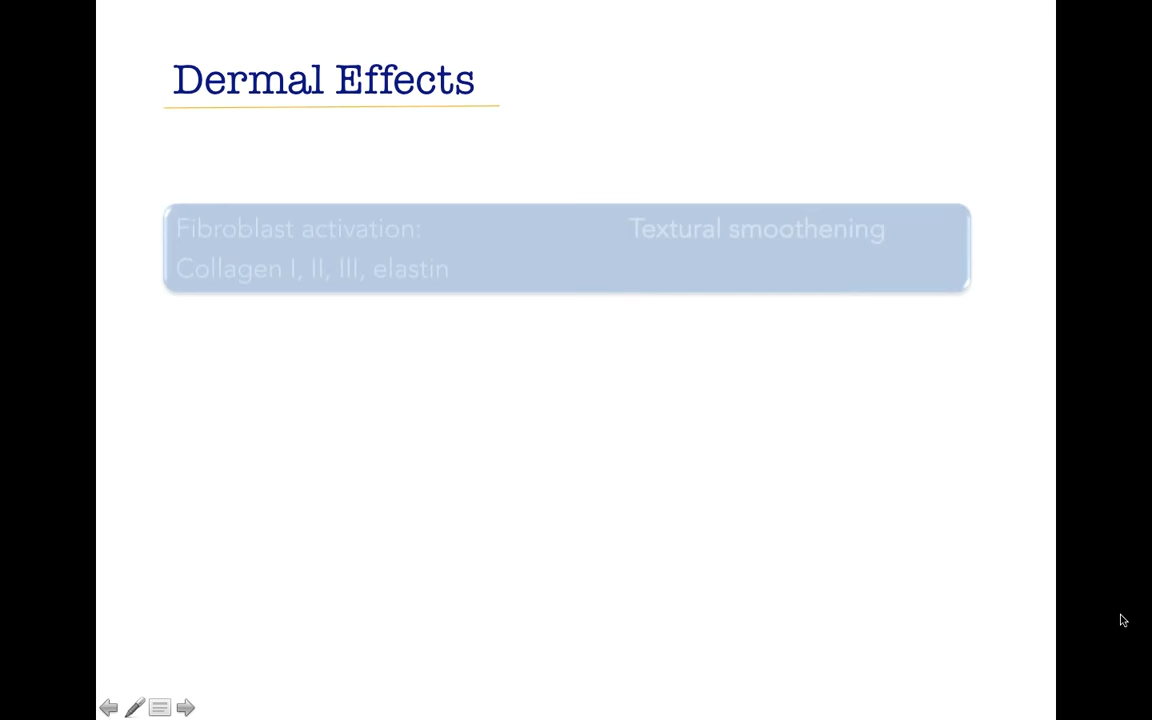 Dermal Effects
Fibroblast activation: Textural smoothening
Collagen I, II, III, elastin